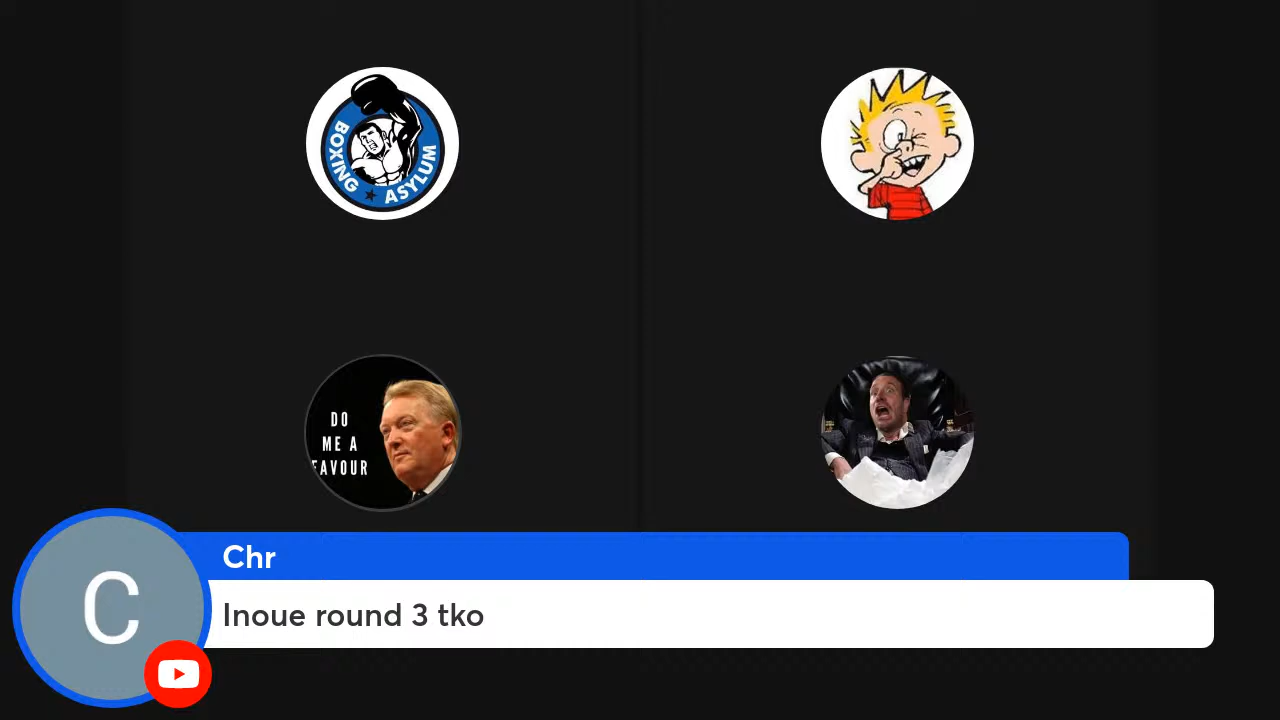 BOXING ASYLUM
DO
ME A
FAVOUR
Chr
C
Inoue round 3 tko